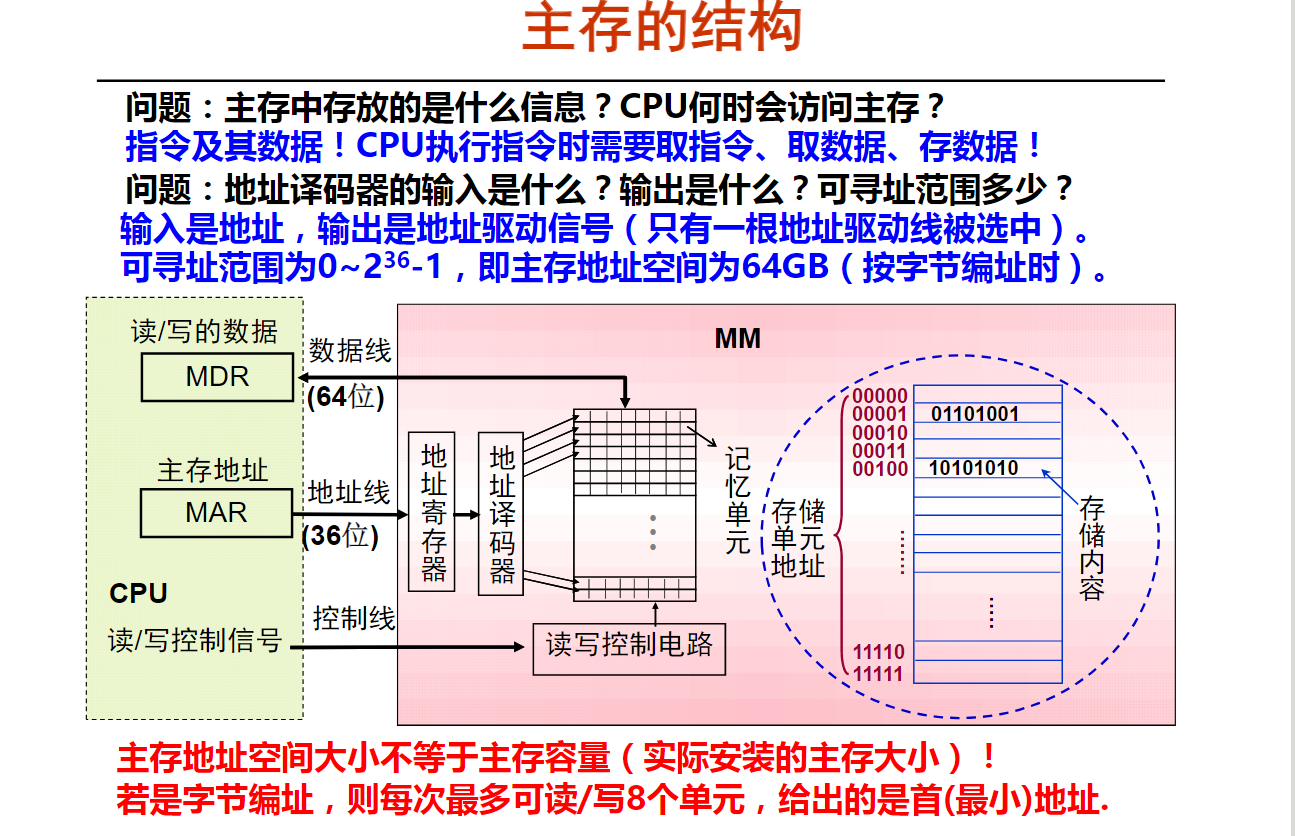 主存的结构
问题：主存中存放的是什么信息？CPU何时会访问主存？
指令及其数据！CPU执行指令时需要取指令、取数据、存数据！
问题：地址译码器的输入是什么？输出是什么？可寻址范围多少？
输入是地址，输出是地址驱动信号（只有一根地址驱动线被选中）。
可寻址范围为0~2³⁶-1，即主存地址空间为64GB（按字节编址时）。
读/写的数据
MDR
数据线
(64位)
主存地址
MAR
地址线
(36位)
CPU
读/写控制信号
控制线
MM
地址寄存器
地址译码器
记忆单元
读写控制电路
存储
单元
地址
00000
00001
00010
00011
00100
......
11110
11111
01101001
10101010
存储内容
主存地址空间大小不等于主存容量（实际安装的主存大小）！
若是字节编址，则每次最多可读/写8个单元，给出的是首(最小)地址.